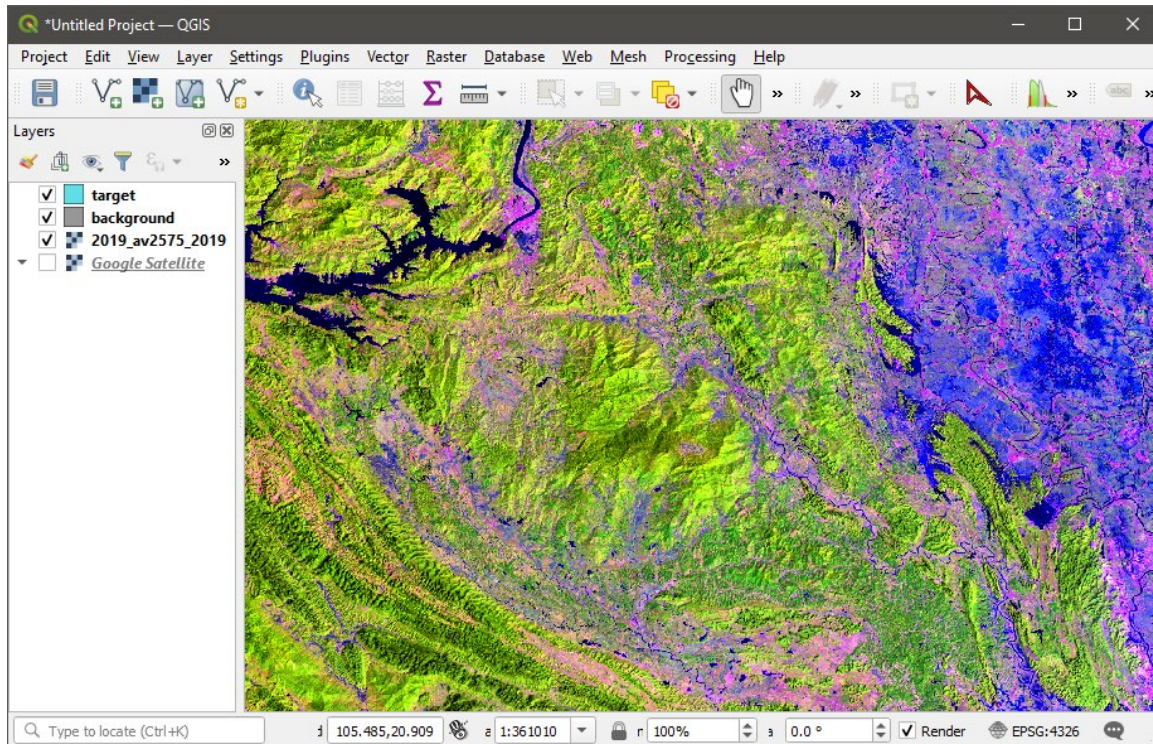 *Untitled Project — QGIS
Project Edit View Layer Settings Plugins Vector Raster Database Web Mesh Processing Help
Layers
target
background
2019_av2575_2019
Google Satellite
Type to locate (Ctrl+K) 105.485,20.909 1:361010 100% 0.0 ° Render EPSG:4326